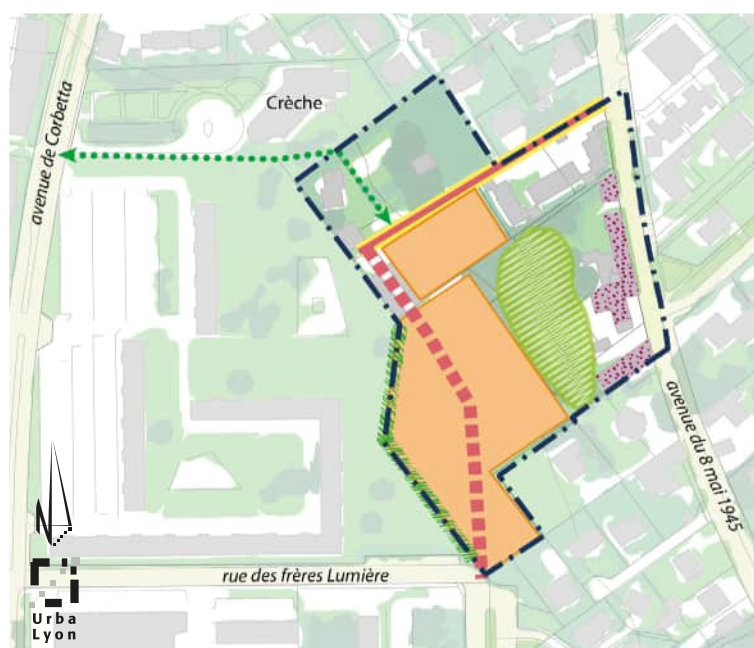 Crèche
avenue de Corbetta
avenue du 8 mai 1945
rue des frères Lumière
N
Urba
Lyon